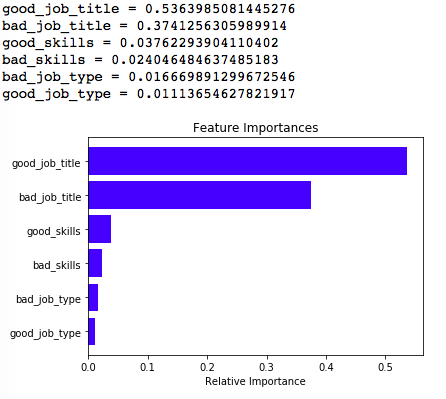 good_job_title = 0.5363985081445276
bad_job_title = 0.3741256305989914
good_skills = 0.03762293904110402
bad_skills = 0.024046484637485183
bad_job_type = 0.016669891299672546
good_job_type = 0.01113654627821917
Feature Importances
good_job_title
bad_job_title
good_skills
bad_skills
bad_job_type
good_job_type
0.0 0.1 0.2 0.3 0.4 0.5
Relative Importance